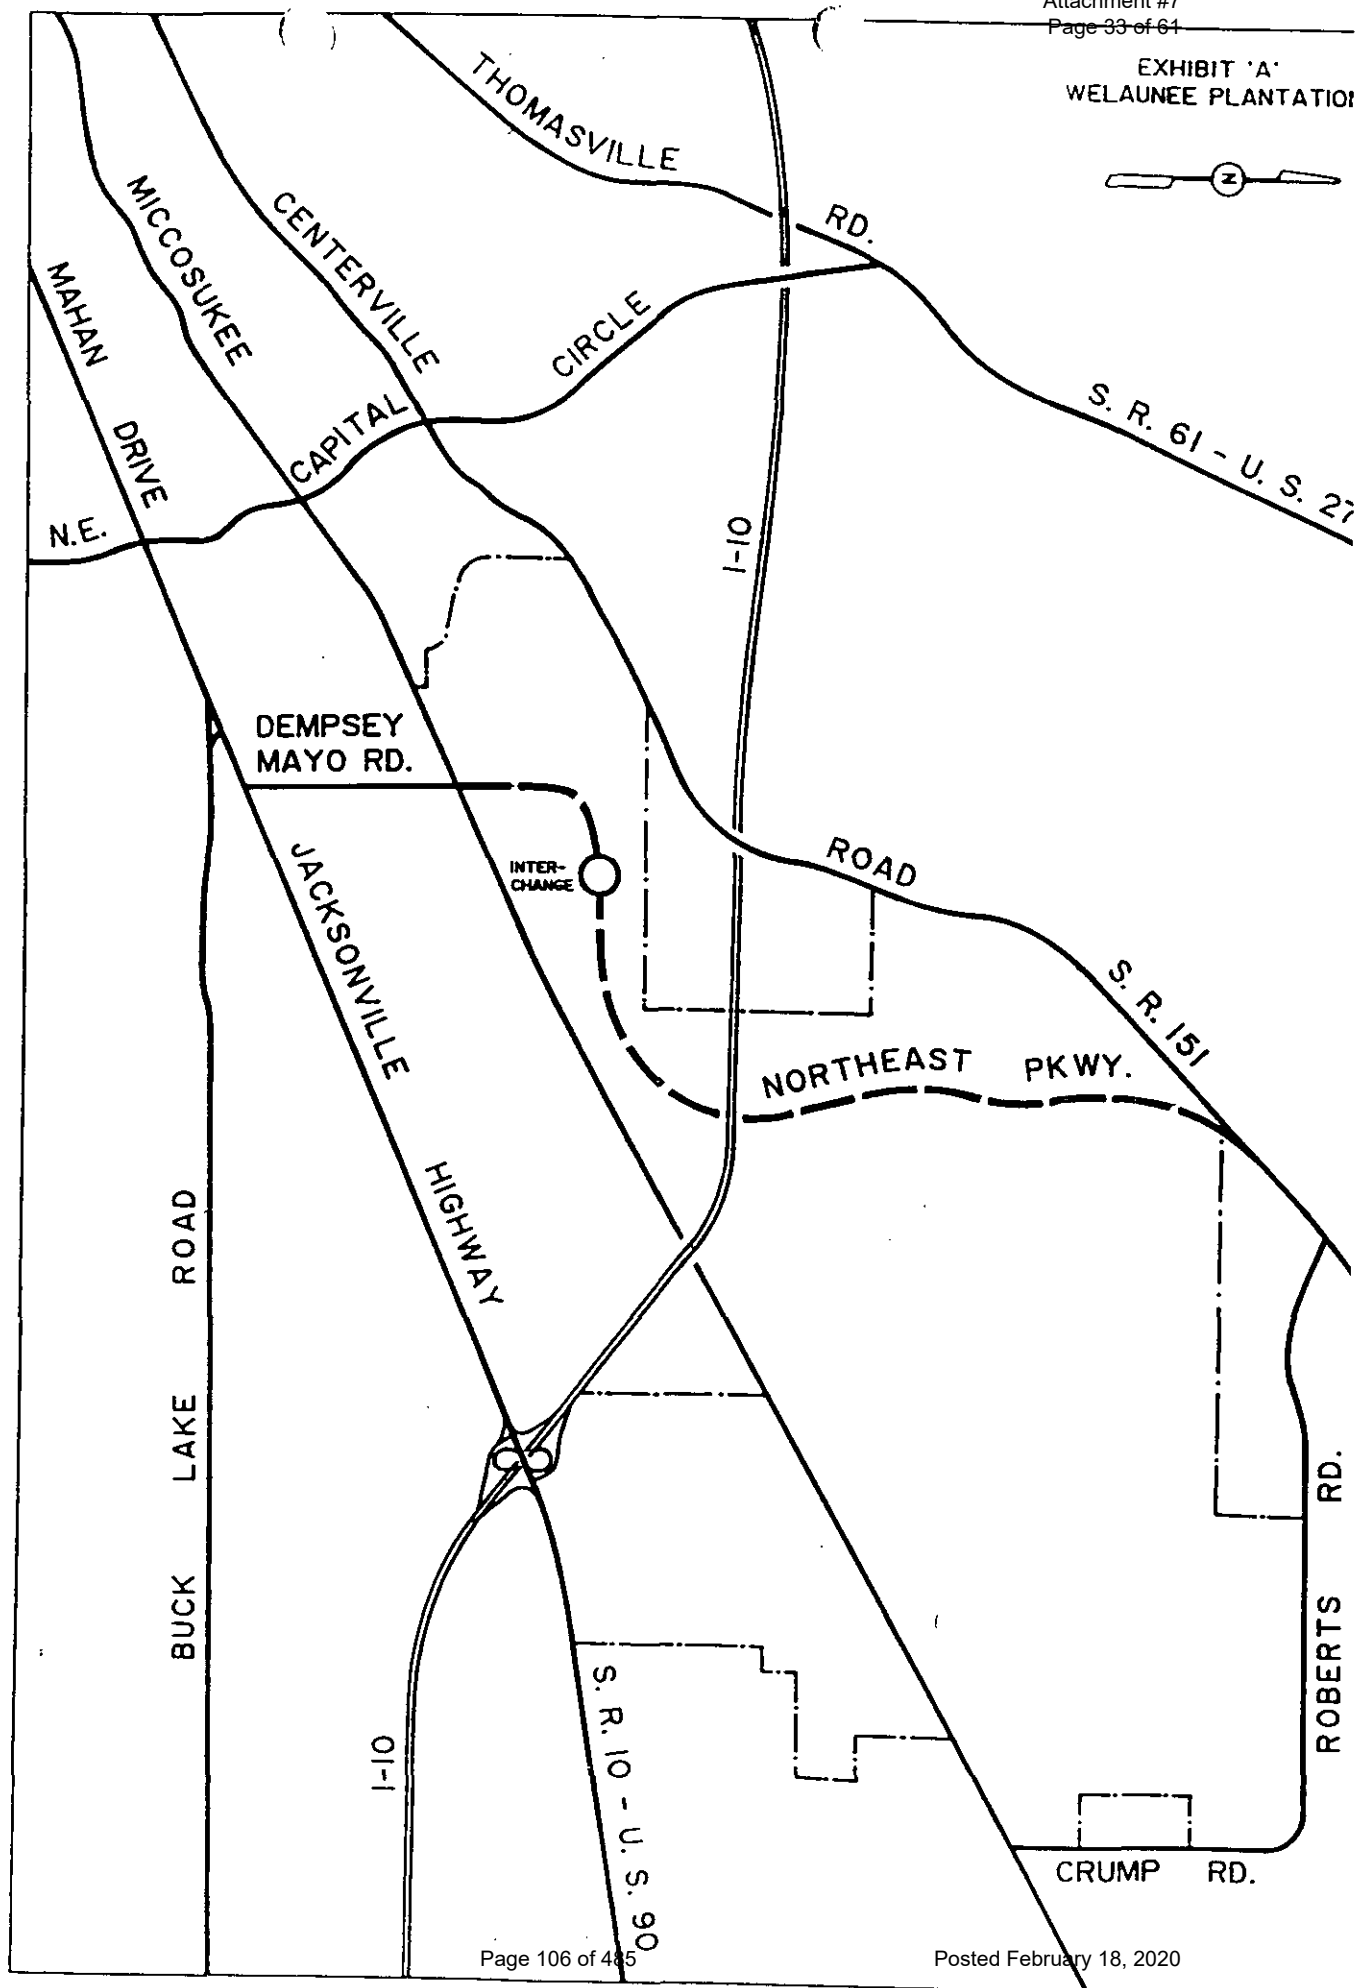 Attachment #7
Page 33 of 61
EXHIBIT 'A'
WELAUNEE PLANTATION
N
THOMASVILLE
RD.
S. R. 61 - U. S. 27
MICCOSUKEE
CENTERVILLE
MAHAN
DRIVE
N.E.
CAPITAL
CIRCLE
I-10
DEMPSEY
MAYO RD.
INTER-
CHANGE
ROAD
S. R. 151
JACKSONVILLE
HIGHWAY
NORTHEAST PKWY.
BUCK LAKE ROAD
ROBERTS RD.
I-10
S. R. 10 - U. S. 90
CRUMP RD.
Page 106 of 485
Posted February 18, 2020